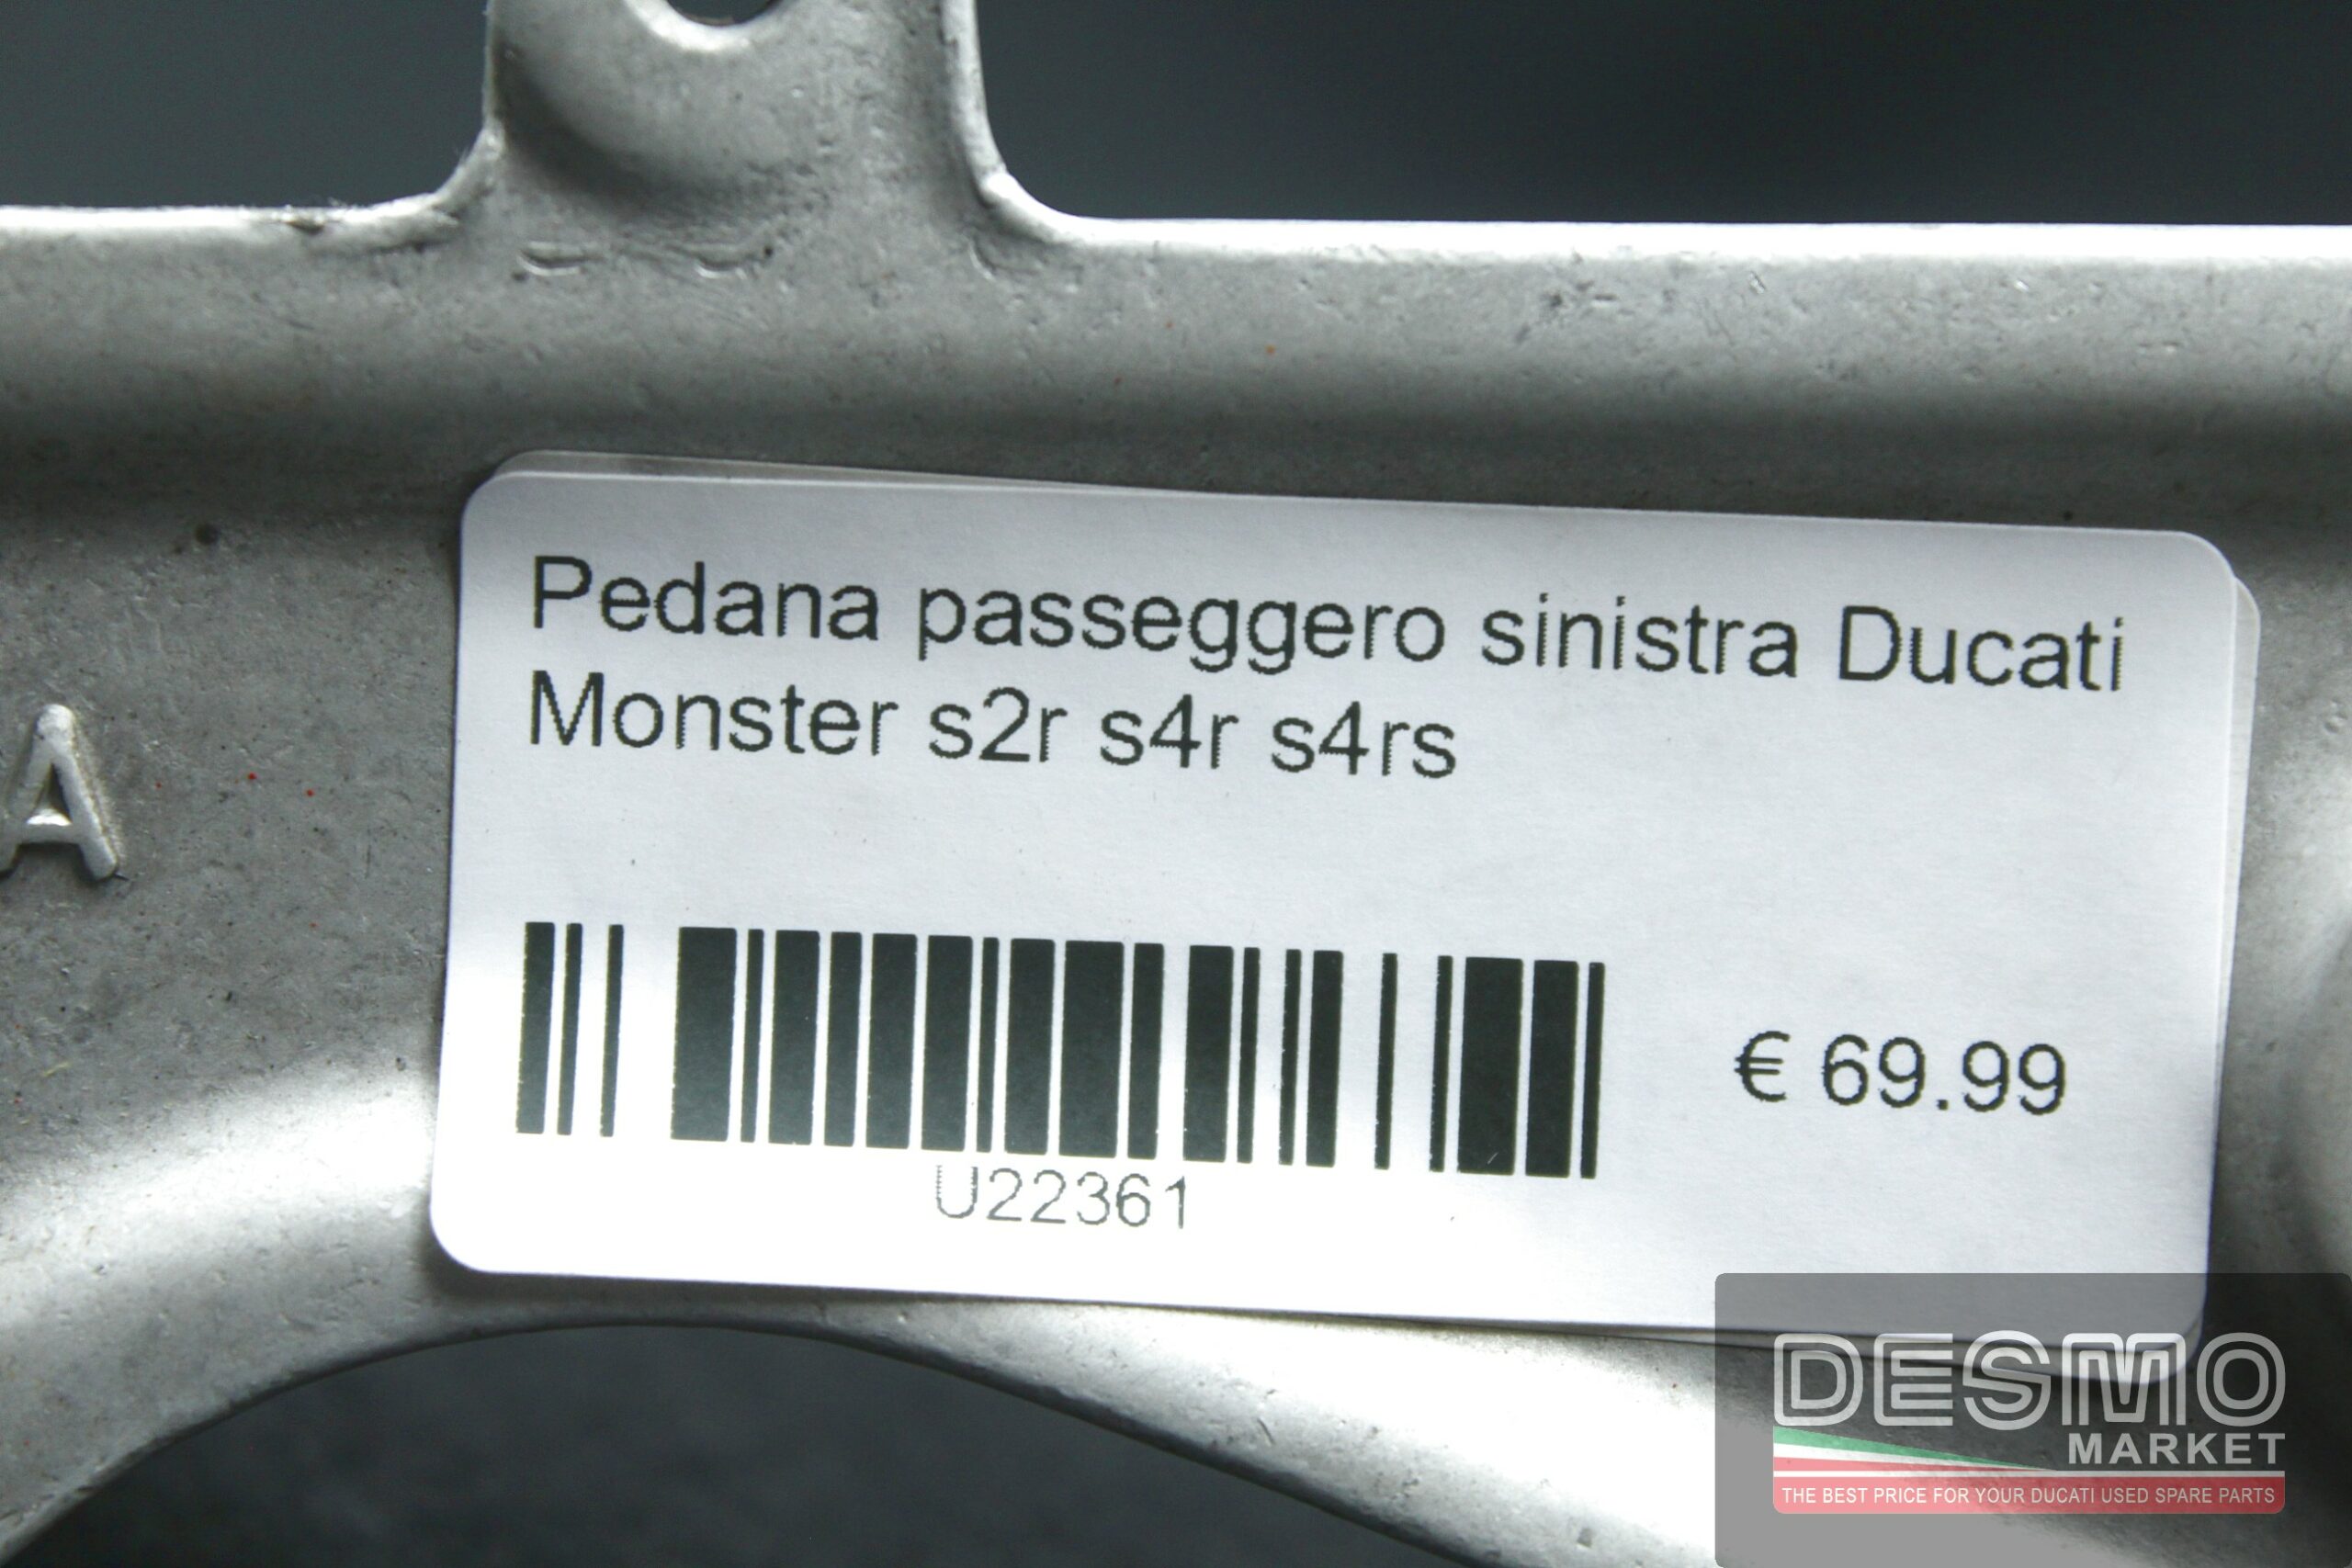 Pedana passeggero sinistra Ducati
Monster s2r s4r s4rs
A
€ 69.99
U22361
DESMO
MARKET
THE BEST PRICE FOR YOUR DUCATI USED SPARE PARTS